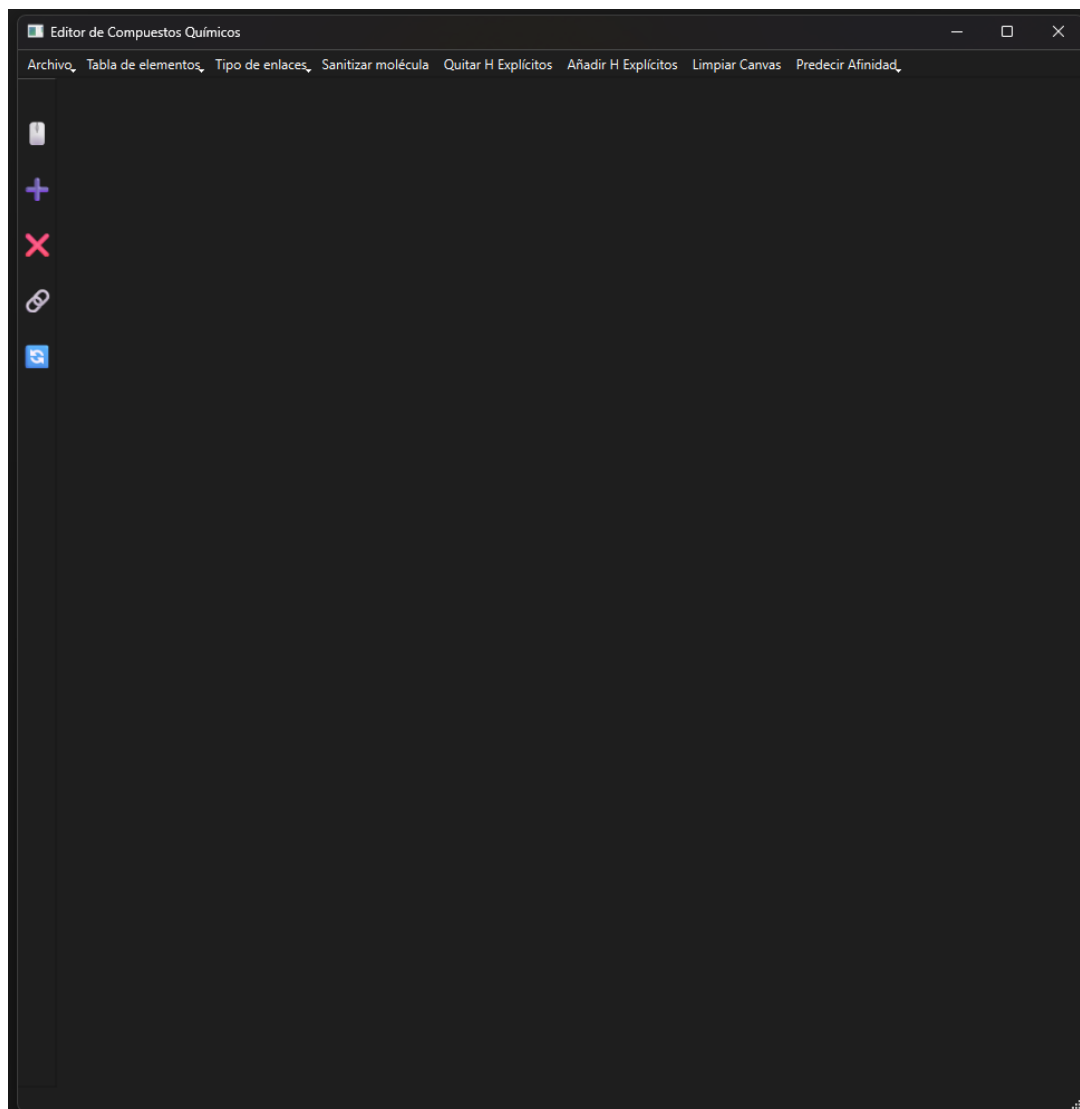 Editor de Compuestos Químicos
Archivo Tabla de elementos Tipo de enlaces Sanitizar molécula Quitar H Explícitos Añadir H Explícitos Limpiar Canvas Predecir Afinidad